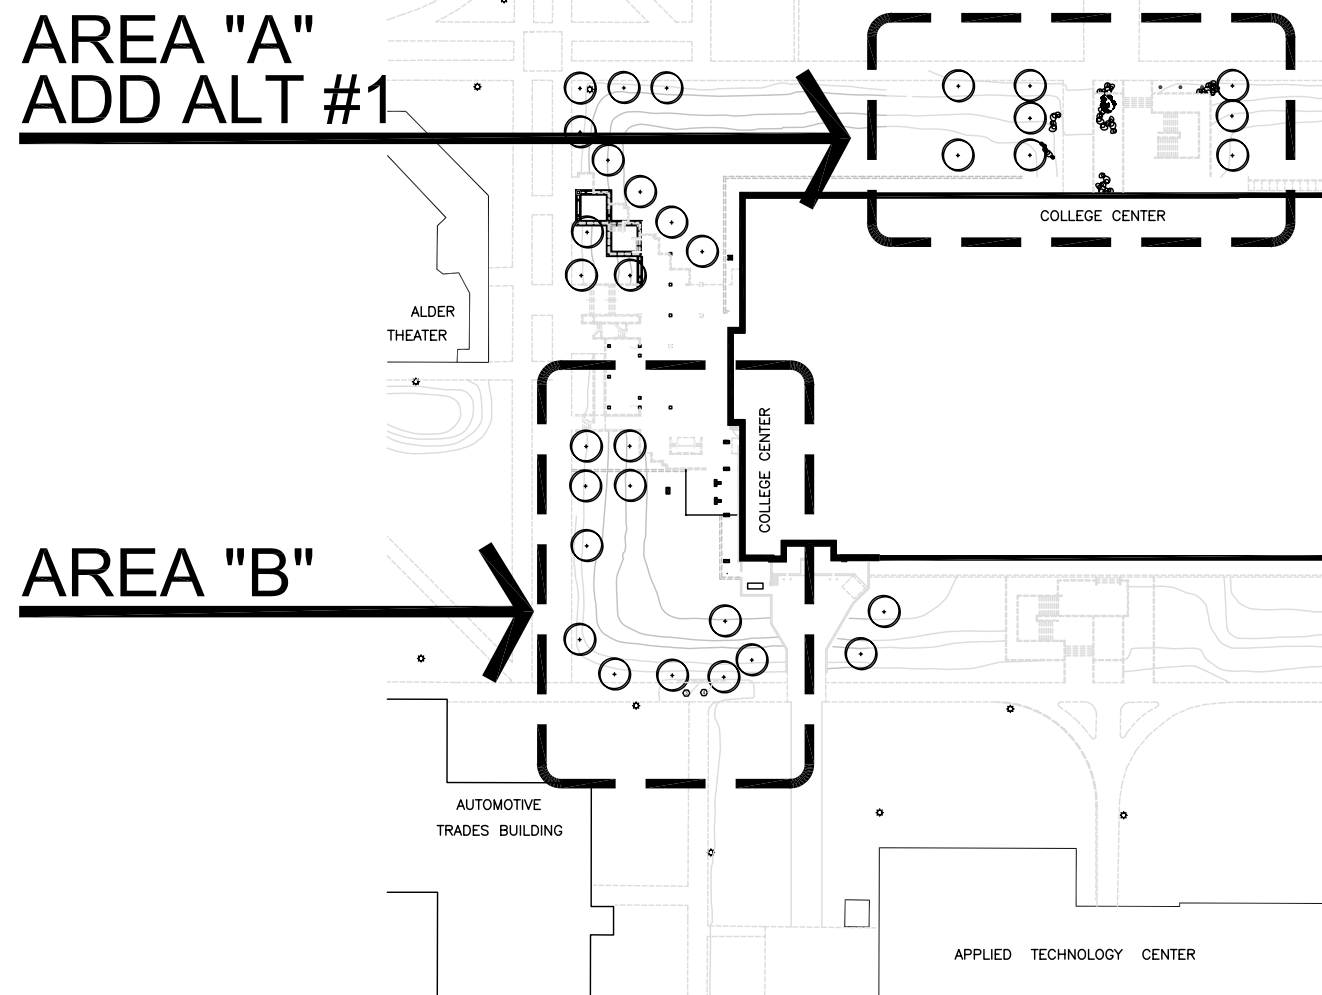 AREA "A"
ADD ALT #1
COLLEGE CENTER
ALDER
THEATER
COLLEGE CENTER
AREA "B"
AUTOMOTIVE
TRADES BUILDING
APPLIED TECHNOLOGY CENTER